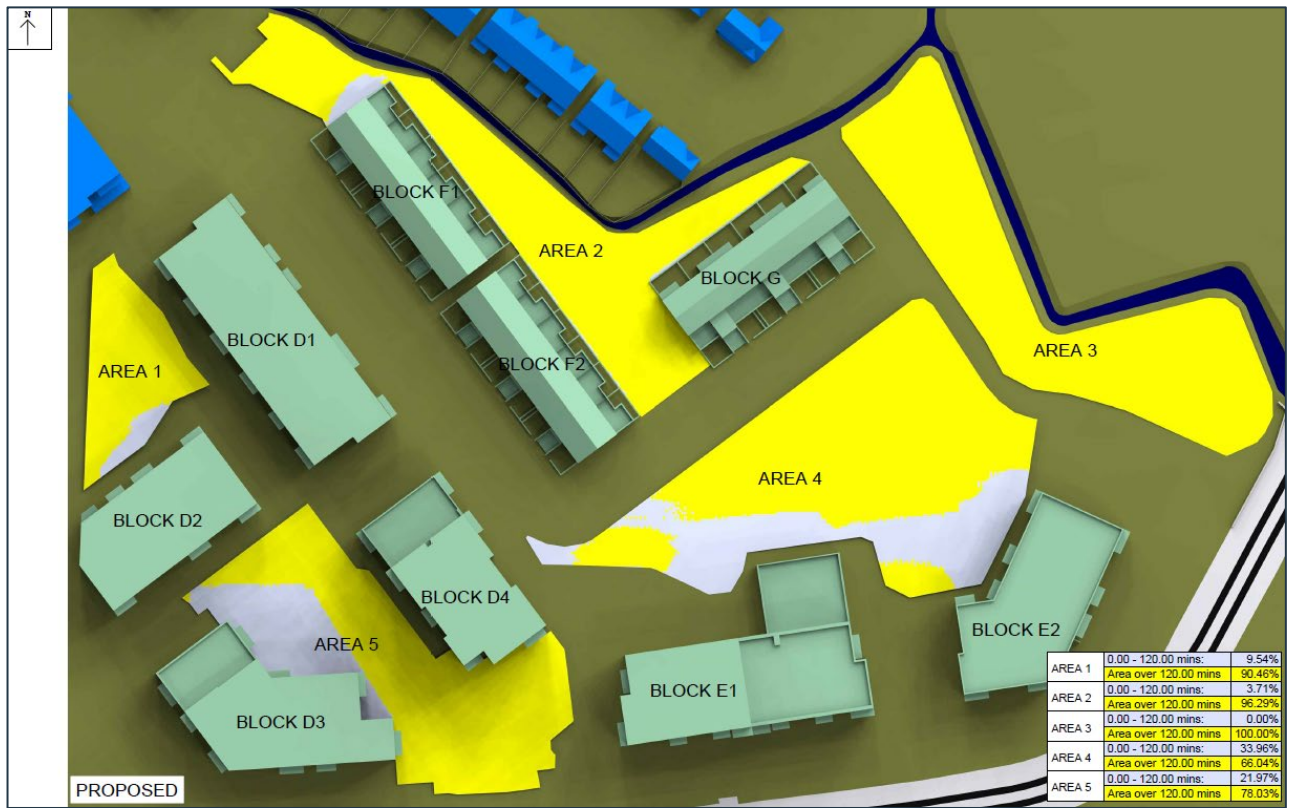 N
BLOCK F1
AREA 2
BLOCK G
BLOCK D1
AREA 3
BLOCK F2
AREA 1
AREA 4
BLOCK D2
BLOCK D4
BLOCK E2
AREA 5
BLOCK E1
BLOCK D3
AREA 1 0.00 - 120.00 mins: 9.54%
Area over 120.00 mins 90.46%
AREA 2 0.00 - 120.00 mins: 3.71%
Area over 120.00 mins 96.29%
AREA 3 0.00 - 120.00 mins: 0.00%
Area over 120.00 mins 100.00%
AREA 4 0.00 - 120.00 mins: 33.96%
Area over 120.00 mins 66.04%
AREA 5 0.00 - 120.00 mins: 21.97%
Area over 120.00 mins 78.03%
PROPOSED